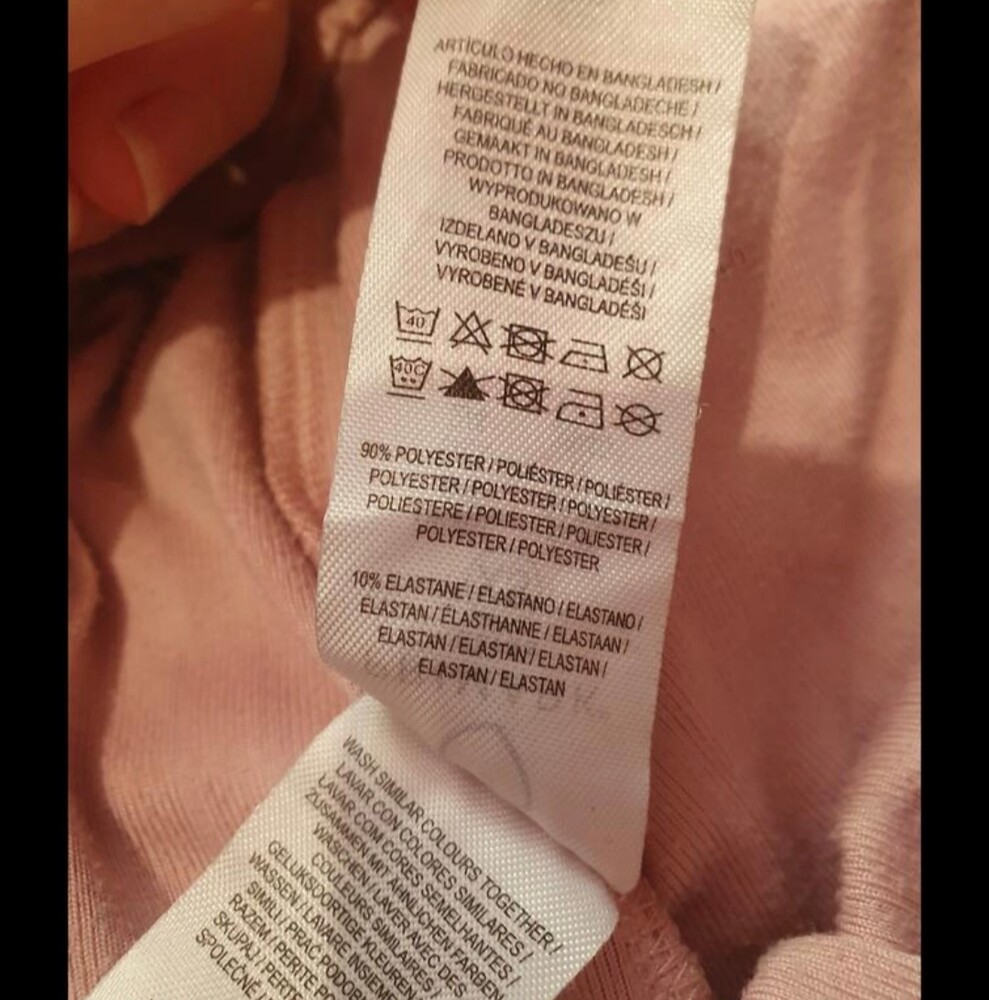 ARTÍCULO HECHO EN BANGLADESH /
FABRICADO NO BANGLADECHE /
HERGESTELLT IN BANGLADESCH /
FABRIQUÉ AU BANGLADESH /
GEMAAKT IN BANGLADESH /
PRODOTTO IN BANGLADESH /
WYPRODUKOWANO W
BANGLADESZU /
IZDELANO V BANGLADEŠU /
VYROBENO V BANGLADÉŠI /
VYROBENÉ V BANGLADÉŠI
40
40C
90% POLYESTER / POLIÉSTER / POLIÉSTER /
POLYESTER / POLYESTER / POLYESTER /
POLIESTERE / POLIESTER / POLIESTER /
POLYESTER / POLYESTER
10% ELASTANE / ELASTANO / ELASTANO /
ELASTAN / ÉLASTHANNE / ELASTAAN /
ELASTAN / ELASTAN / ELASTAN /
ELASTAN / ELASTAN
WASH SIMILAR COLOURS TOGETHER /
LAVAR CON COLORES SIMILARES /
LAVAR COM CORES SEMELHANTES /
ZUSAMMEN MIT ÄHNLICHEN FARBEN
WASCHEN / LAVER AVEC DES
COULEURS SIMILAIRES /
GELIJKSOORTIGE KLEUREN
WASSEN / LAVARE INSIEME
SIMILI / PRAĆ
RAZEM / PERITE
SKUPAJ / PERTE
SPOLEČNĚ /